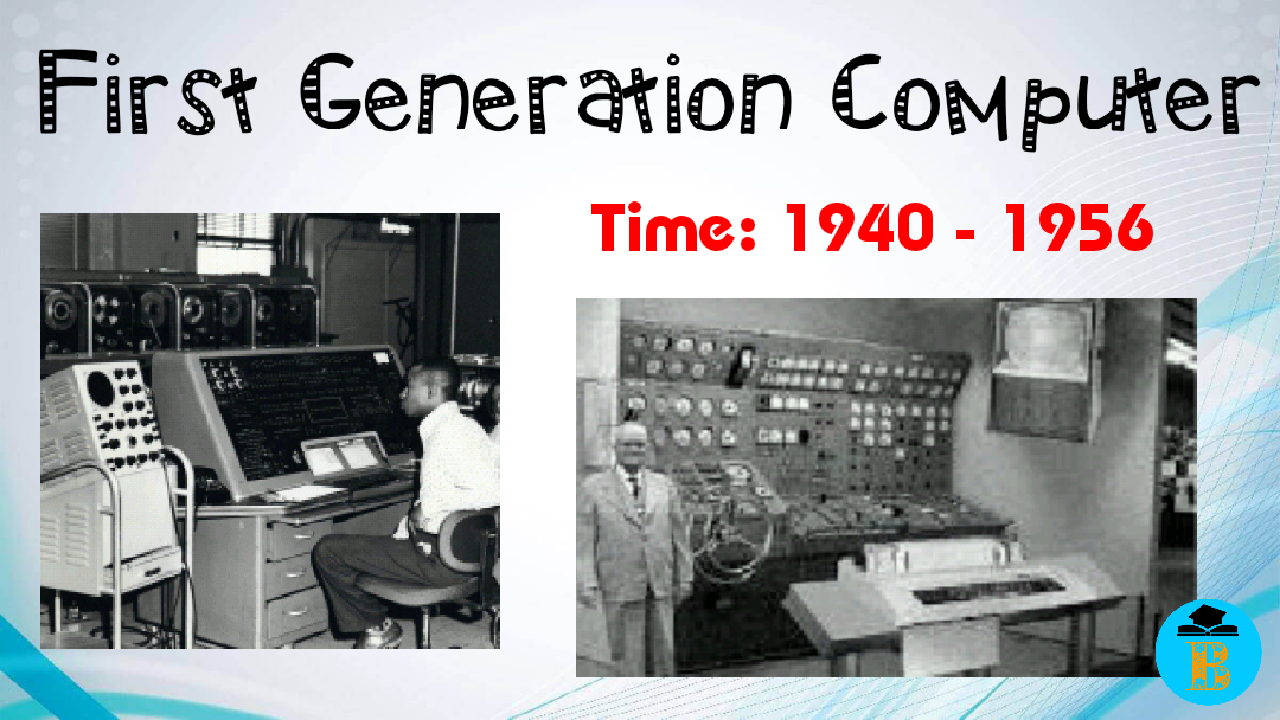 First Generation Computer
Time: 1940 - 1956
B